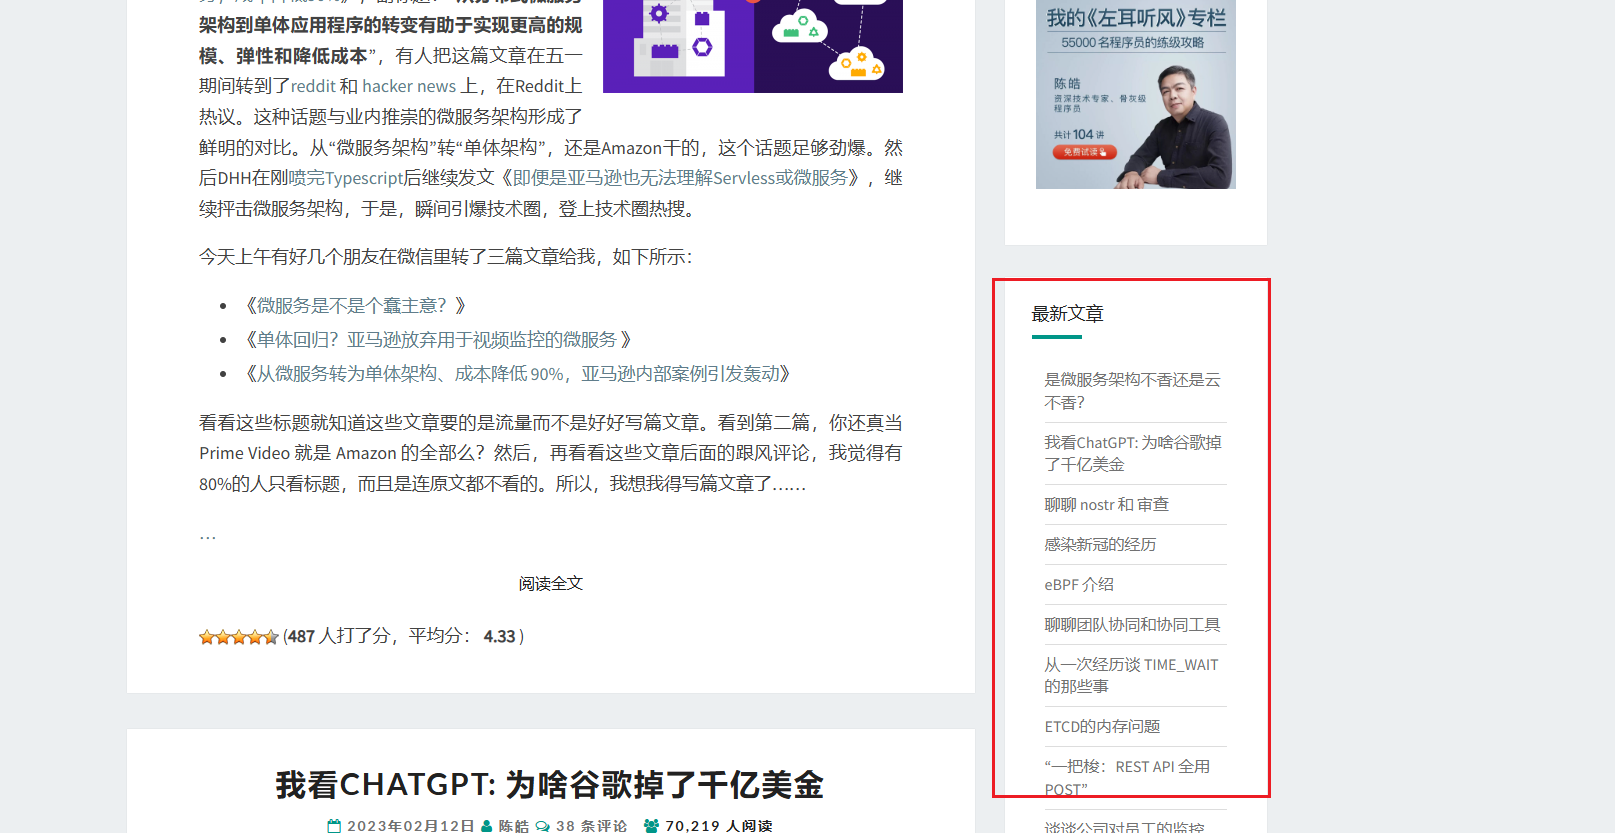 架构到单体应用程序的转变有助于实现更高的规
模、弹性和降低成本”，有人把这篇文章在五一
期间转到了reddit 和 hacker news 上，在Reddit上
热议。这种话题与业内推崇的微服务架构形成了
鲜明的对比。从“微服务架构”转“单体架构”，还是Amazon干的，这个话题足够劲爆。然
后DHH在刚喷完Typescript后继续发文《即便是亚马逊也无法理解Servless或微服务》，继
续抨击微服务架构，于是，瞬间引爆技术圈，登上技术圈热搜。
今天上午有好几个朋友在微信里转了三篇文章给我，如下所示：
• 《微服务是不是个蠢主意？》
• 《单体回归？亚马逊放弃用于视频监控的微服务 》
• 《从微服务转为单体架构、成本降低 90%，亚马逊内部案例引发轰动》
看看这些标题就知道这些文章要的是流量而不是好好写篇文章。看到第二篇，你还真当
Prime Video 就是 Amazon 的全部么？然后，再看看这些文章后面的跟风评论，我觉得有
80%的人只看标题，而且是连原文都不看的。所以，我想我得写篇文章了……
…
阅读全文
(487 人打了分，平均分： 4.33 )
我看CHATGPT: 为啥谷歌掉了千亿美金
2023年02月12日 陈皓 38 条评论 70,219 人阅读
我的《左耳听风》专栏
55000 名程序员的练级攻略
陈皓
资深技术专家、骨灰级
程序员
共计 104 讲
免费试读
最新文章
是微服务架构不香还是云
不香？
我看ChatGPT: 为啥谷歌掉
了千亿美金
聊聊 nostr 和 审查
感染新冠的经历
eBPF 介绍
聊聊团队协同和协同工具
从一次经历谈 TIME_WAIT
的那些事
ETCD的内存问题
“一把梭：REST API 全用
POST”
谈谈公司对员工的监控